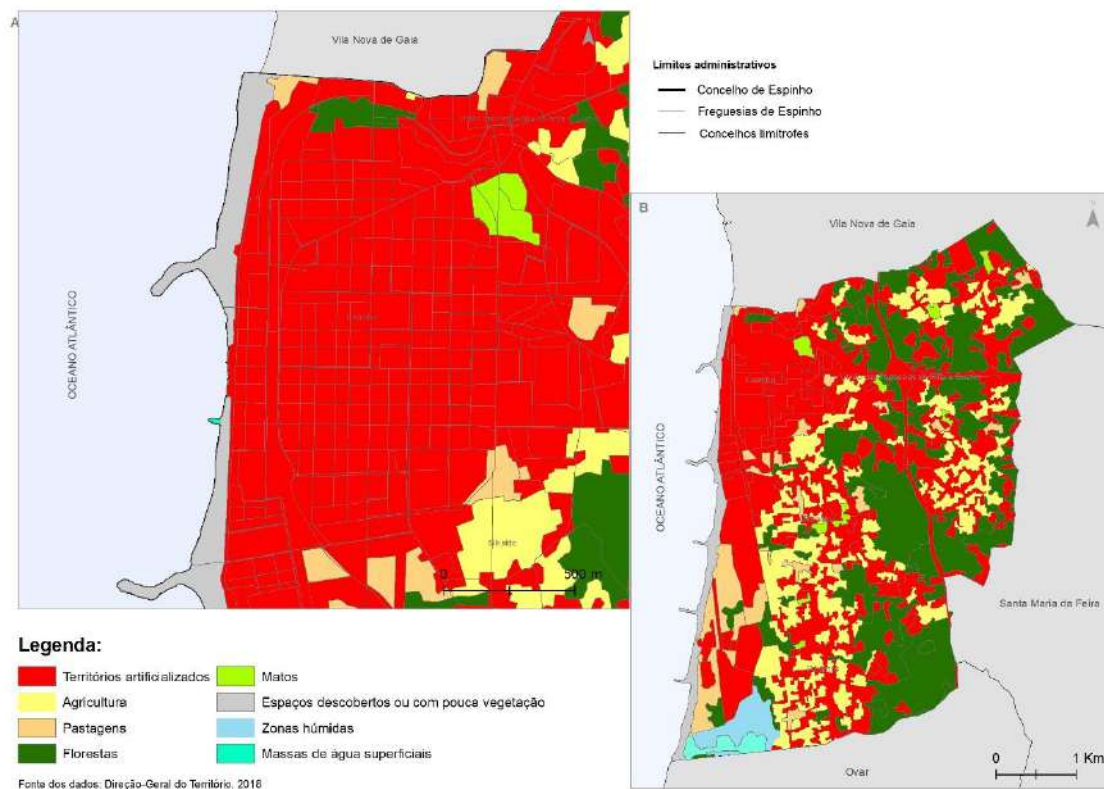 A
Vila Nova de Gaia
OCEANO ATLÂNTICO
Espinho
Silvalde
0
500 m
Limites administrativos
Concelho de Espinho
Freguesias de Espinho
Concelhos limítrofes
B
Vila Nova de Gaia
OCEANO ATLÂNTICO
Espinho
Santa Maria da Feira
Ovar
0
1 Km
Legenda:
Territórios artificializados
Agricultura
Pastagens
Florestas
Matos
Espaços descobertos ou com pouca vegetação
Zonas húmidas
Massas de água superficiais
Fonte dos dados: Direção-Geral do Território, 2018